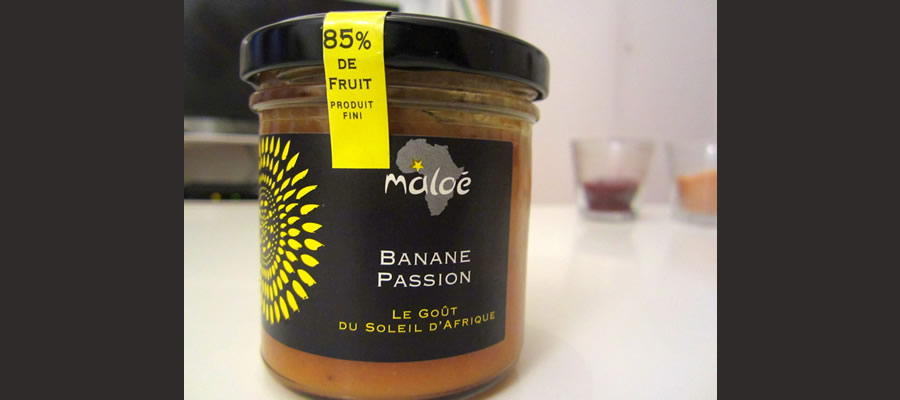 85%
DE
FRUIT
PRODUIT
FINI
maloé
BANANE
PASSION
LE GOÛT
DU SOLEIL D'AFRIQUE